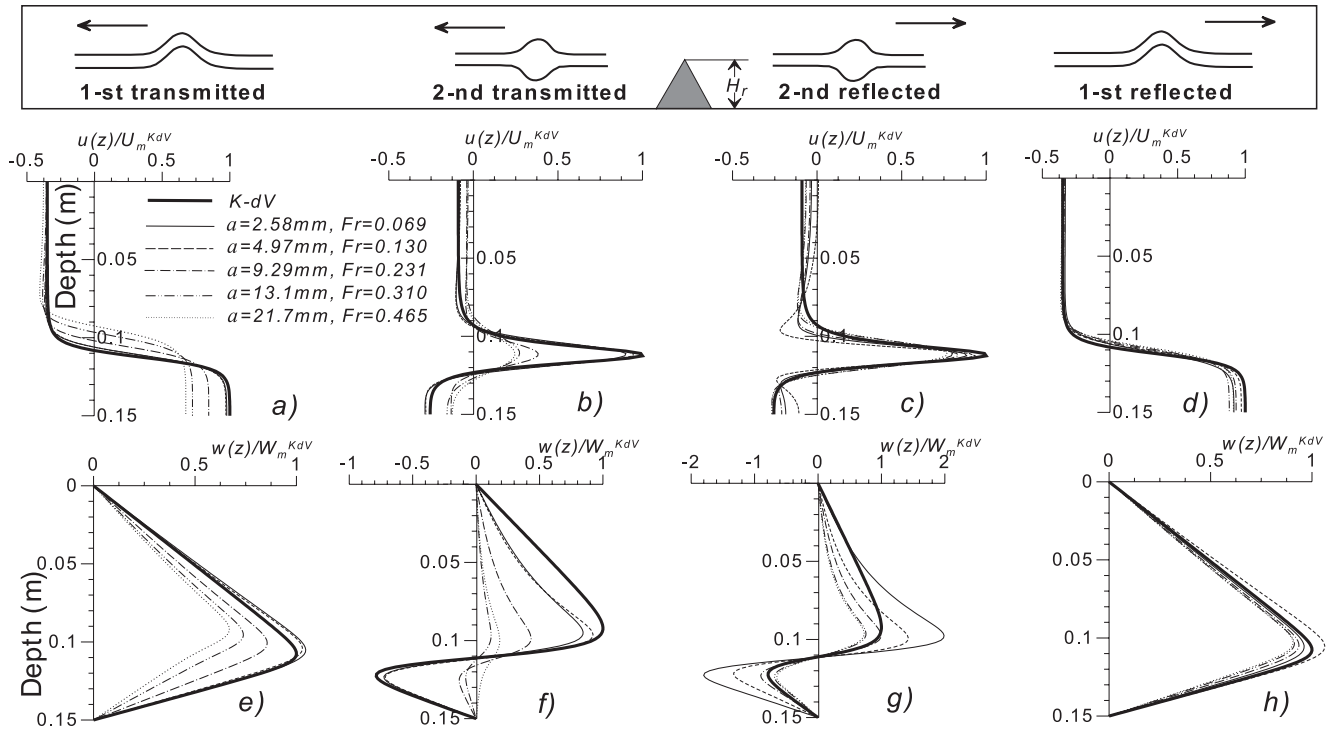 H_r
1-st transmitted 2-nd transmitted 2-nd reflected 1-st reflected
u(z)/U_m^KdV u(z)/U_m^KdV u(z)/U_m^KdV u(z)/U_m^KdV
-0.5 0 0.5 1 -0.5 0 0.5 1 -0.5 0 0.5 1 -0.5 0 0.5 1
Depth (m)
K-dV
a=2.58mm, Fr=0.069
a=4.97mm, Fr=0.130
a=9.29mm, Fr=0.231
a=13.1mm, Fr=0.310
a=21.7mm, Fr=0.465
0.05 0.05 0.05 0.05
0.1 0.1 0.1 0.1
0.15 0.15 0.15 0.15
a) b) c) d)
w(z)/W_m^KdV w(z)/W_m^KdV w(z)/W_m^KdV w(z)/W_m^KdV
0 0.5 1 -1 -0.5 0 0.5 1 -2 -1 0 1 2 0 0.5 1
0 0 0 0
Depth (m)
0.05 0.05 0.05 0.05
0.1 0.1 0.1 0.1
0.15 0.15 0.15 0.15
e) f) g) h)